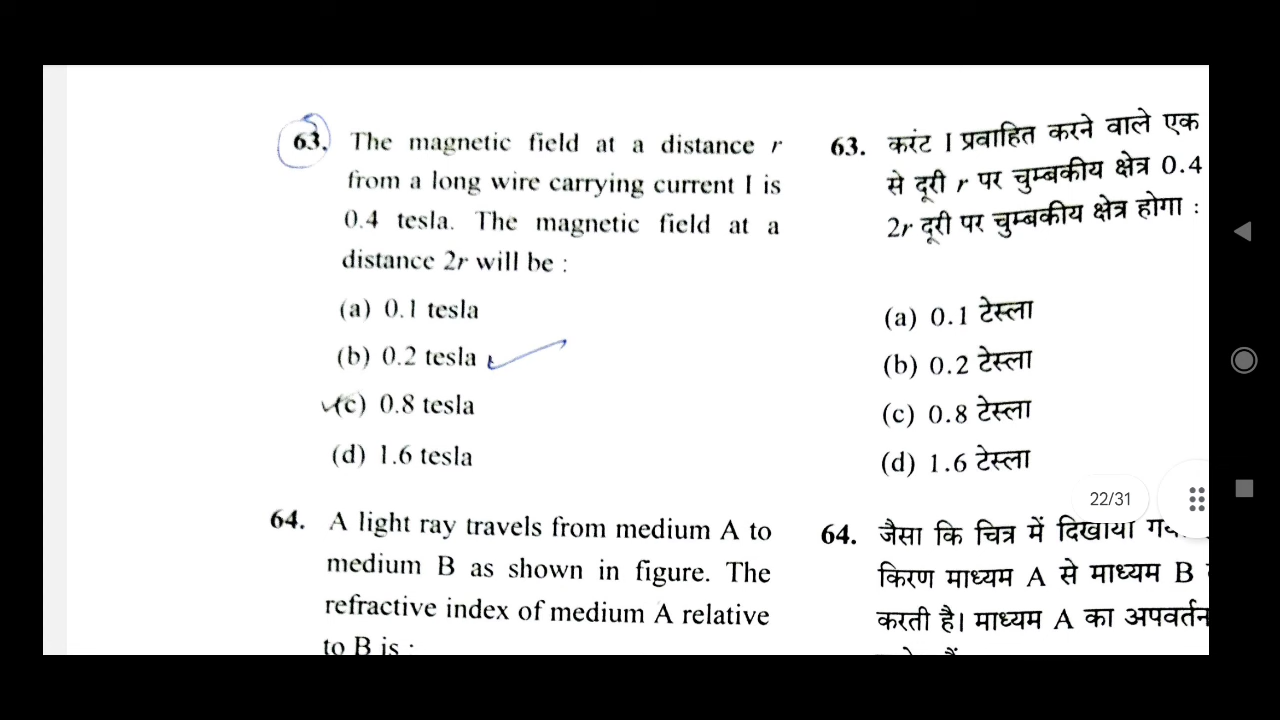 63. The magnetic field at a distance r
from a long wire carrying current I is
0.4 tesla. The magnetic field at a
distance 2r will be :
(a) 0.1 tesla
(b) 0.2 tesla
(c) 0.8 tesla
(d) 1.6 tesla
64. A light ray travels from medium A to
medium B as shown in figure. The
refractive index of medium A relative
to B is :
63. करंट I प्रवाहित करने वाले एक
से दूरी r पर चुम्बकीय क्षेत्र 0.4
2r दूरी पर चुम्बकीय क्षेत्र होगा :
(a) 0.1 टेस्ला
(b) 0.2 टेस्ला
(c) 0.8 टेस्ला
(d) 1.6 टेस्ला
22/31
64. जैसा कि चित्र में दिखाया
किरण माध्यम A से माध्यम B
करती है। माध्यम A का अपवर्तन